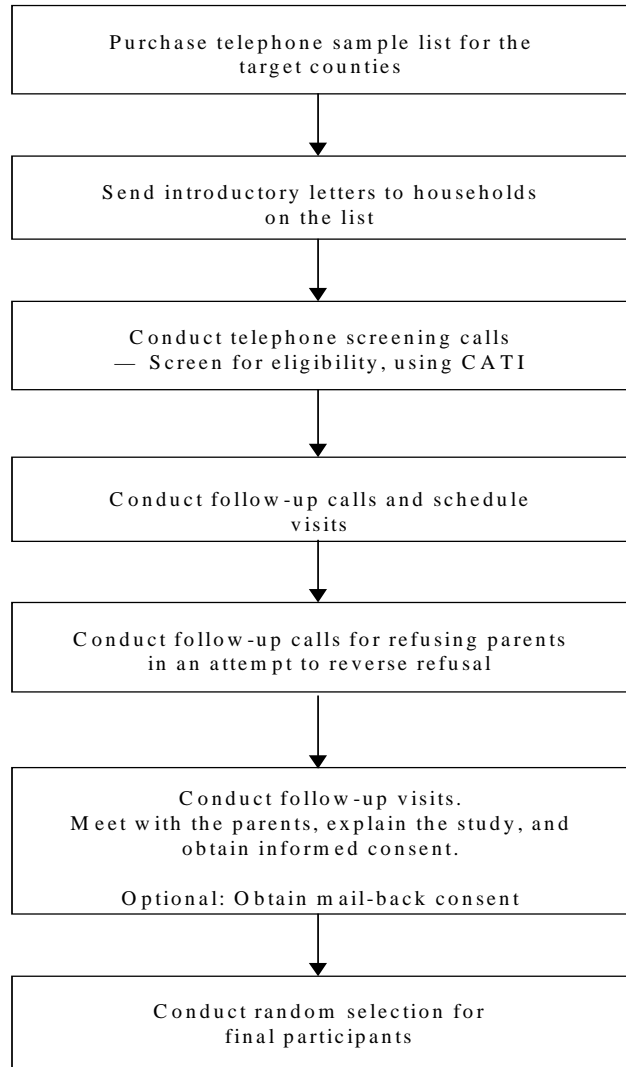 Purchase telephone sample list for the
target counties
Send introductory letters to households
on the list
Conduct telephone screening calls
— Screen for eligibility, using CATI
Conduct follow-up calls and schedule
visits
Conduct follow-up calls for refusing parents
in an attempt to reverse refusal
Conduct follow-up visits.
Meet with the parents, explain the study, and
obtain informed consent.
Optional: Obtain mail-back consent
Conduct random selection for
final participants